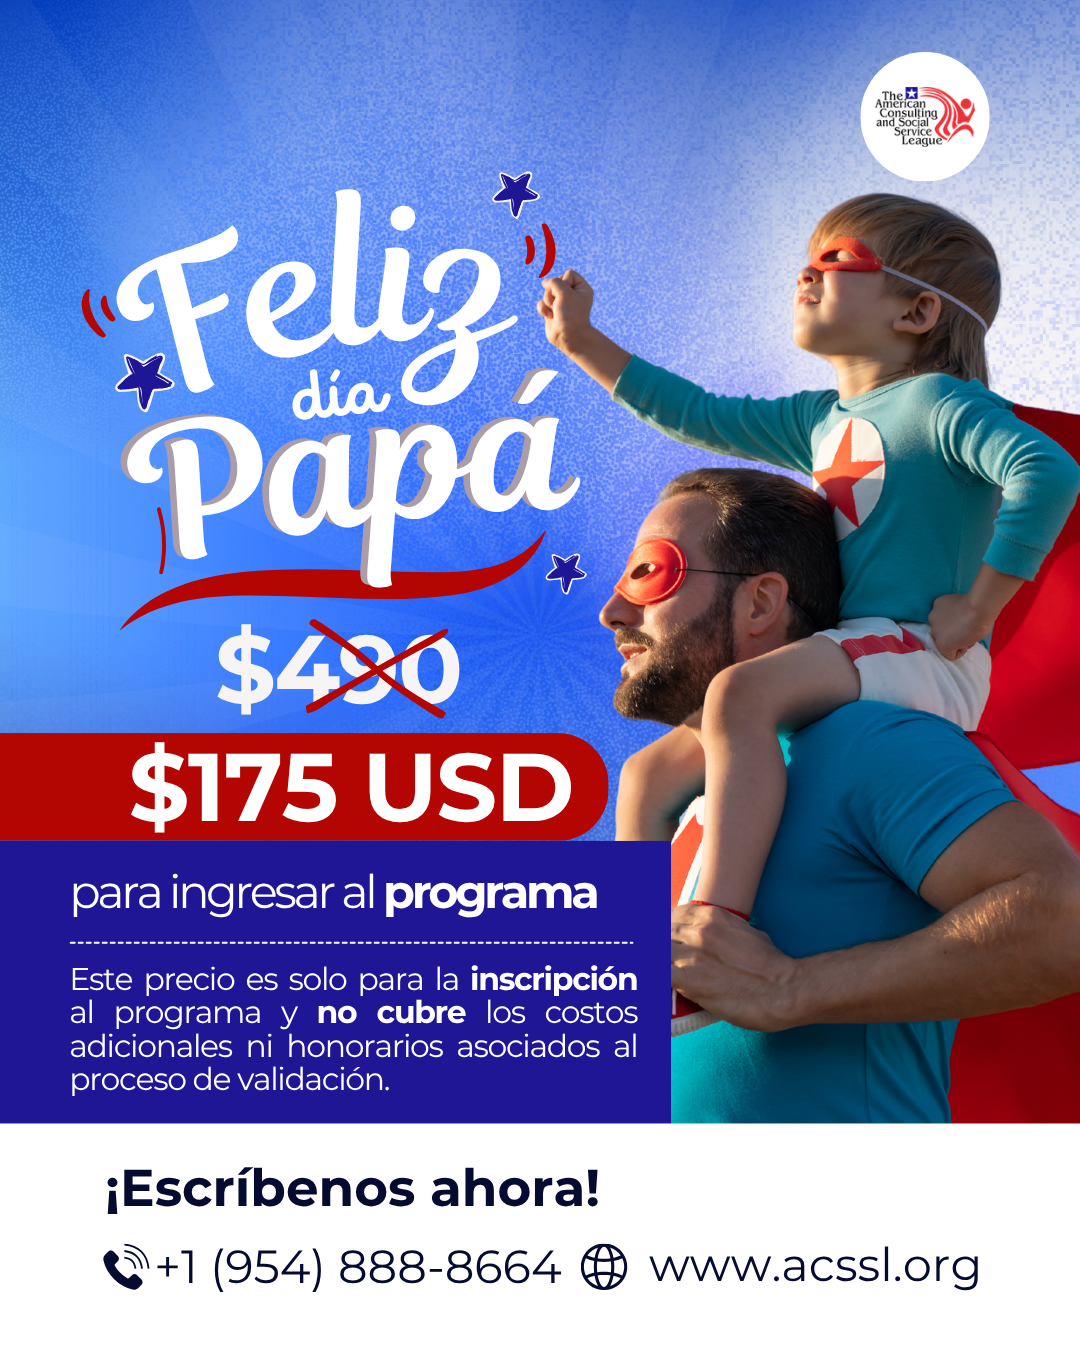 The
American
Consulting
and Social
Service
League
Feliz
día
Papá
$490
$175 USD
para ingresar al programa
Este precio es solo para la inscripción
al programa y no cubre los costos
adicionales ni honorarios asociados al
proceso de validación.
¡Escríbenos ahora!
+1 (954) 888-8664 www.acssl.org